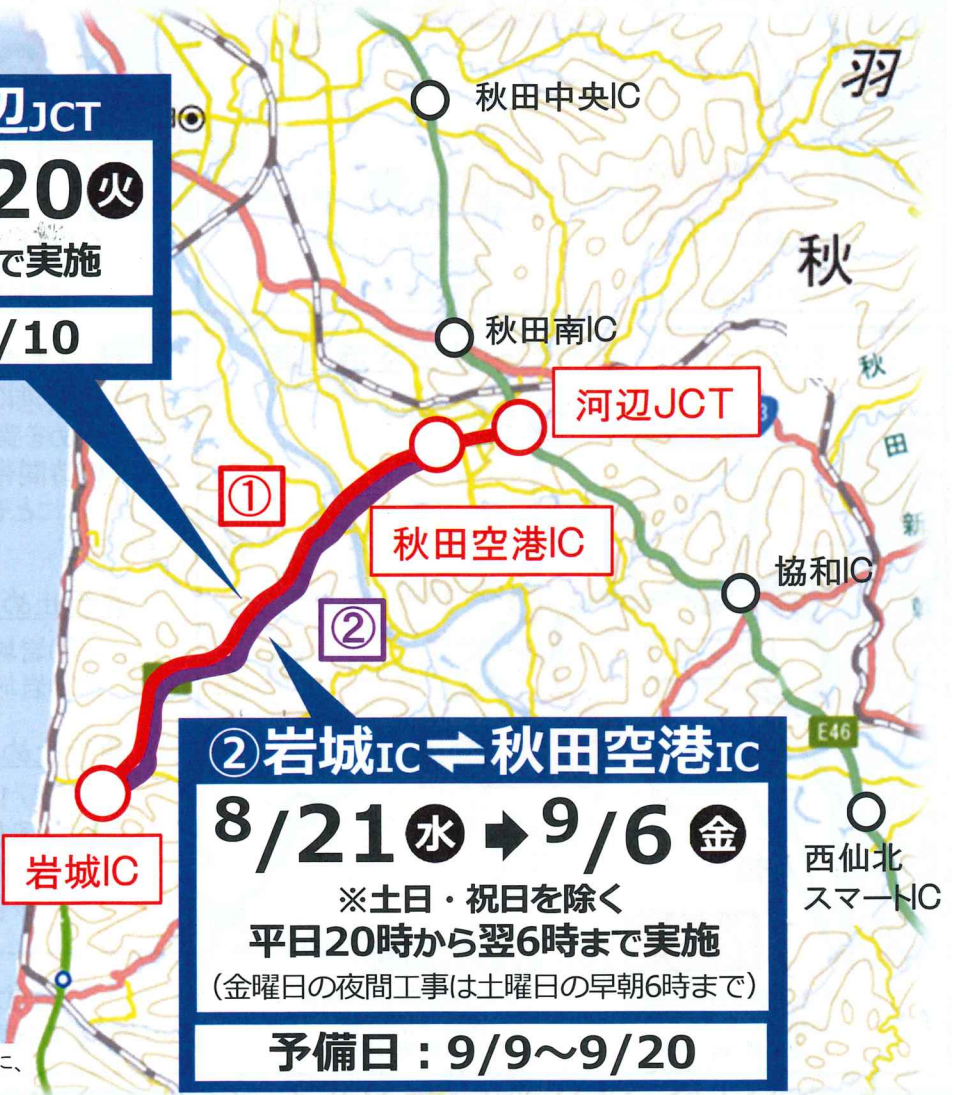 辺JCT
20火
で実施
/10
秋田中央IC
羽
秋
秋田南IC
河辺JCT
秋
田
新
①
秋田空港IC
②
協和IC
E46
②岩城IC⇌秋田空港IC
8/21水➡9/6金
※土日・祝日を除く
平日20時から翌6時まで実施
(金曜日の夜間工事は土曜日の早朝6時まで)
予備日：9/9～9/20
岩城IC
西仙北
スマートIC
に、